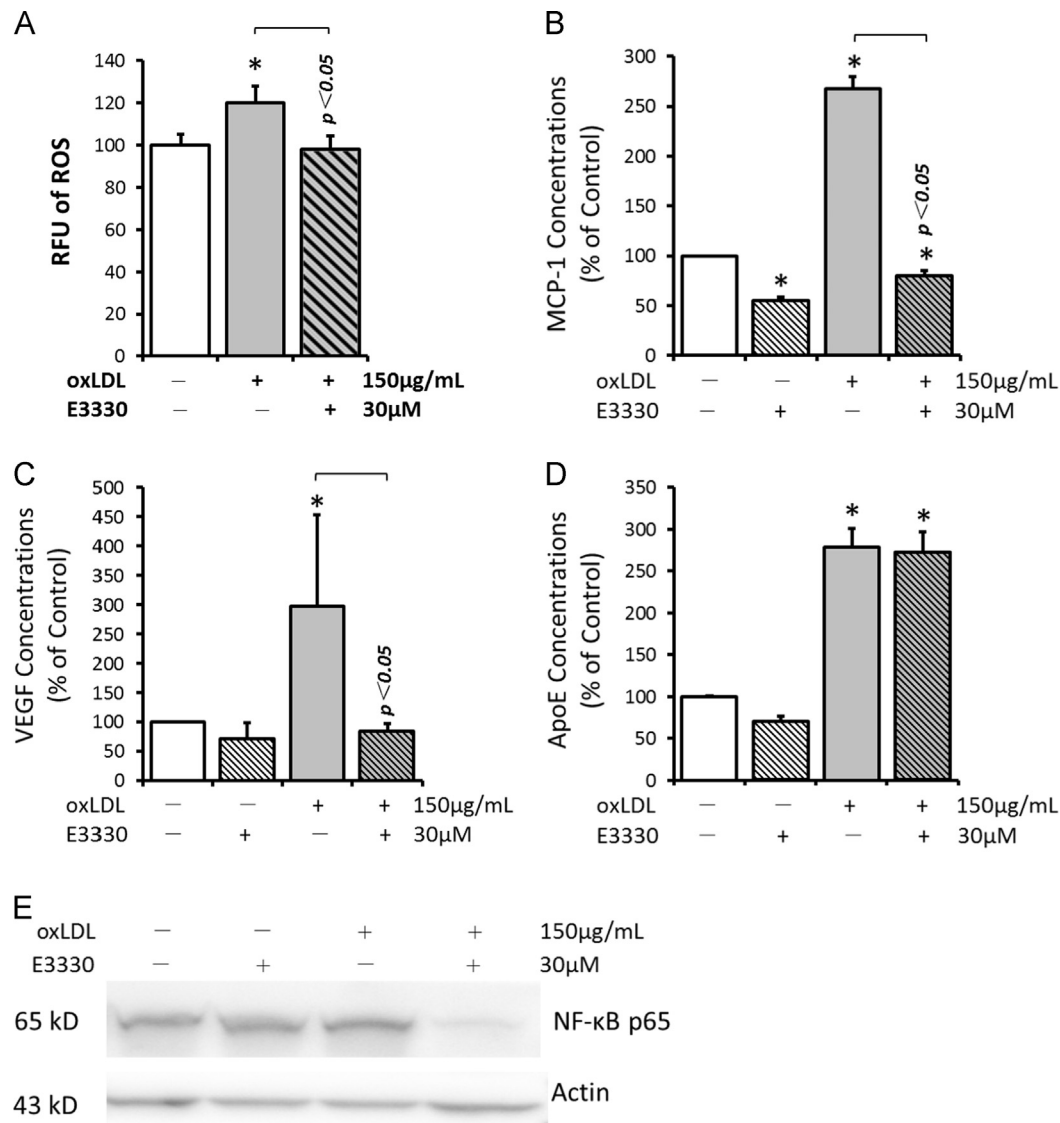 A
RFU of ROS
140
120
100
80
60
40
20
0
*
*p<0.05
oxLDL — + + 150μg/mL
E3330 — — + 30μM
B
MCP-1 Concentrations
(% of Control)
300
250
200
150
100
50
0
*
*
* p<0.05
oxLDL — — + + 150μg/mL
E3330 — + — + 30μM
C
VEGF Concentrations
(% of Control)
500
450
400
350
300
250
200
150
100
50
0
*
p<0.05
oxLDL — — + + 150μg/mL
E3330 — + — + 30μM
D
ApoE Concentrations
(% of Control)
350
300
250
200
150
100
50
0
*
*
oxLDL — — + + 150μg/mL
E3330 — + — + 30μM
E
oxLDL — — + + 150μg/mL
E3330 — + — + 30μM
65 kD NF-κB p65
43 kD Actin